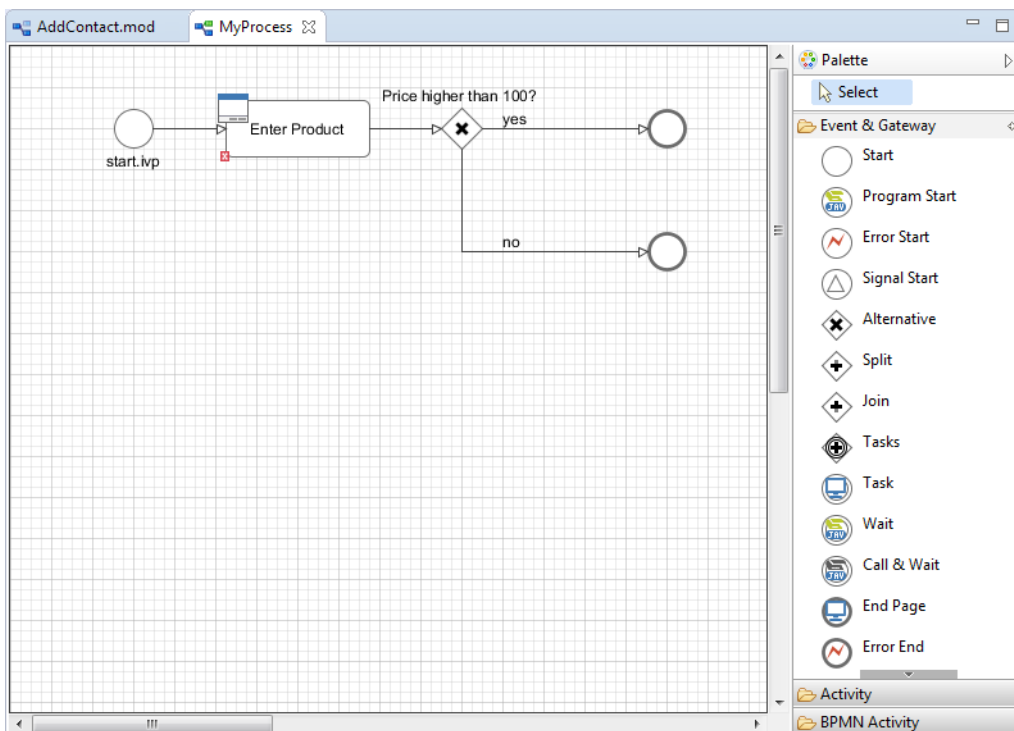 AddContact.mod
MyProcess
Price higher than 100?
Enter Product
yes
start.ivp
no
Palette
Select
Event & Gateway
Start
Program Start
Error Start
Signal Start
Alternative
Split
Join
Tasks
Task
Wait
Call & Wait
End Page
Error End
Activity
BPMN Activity